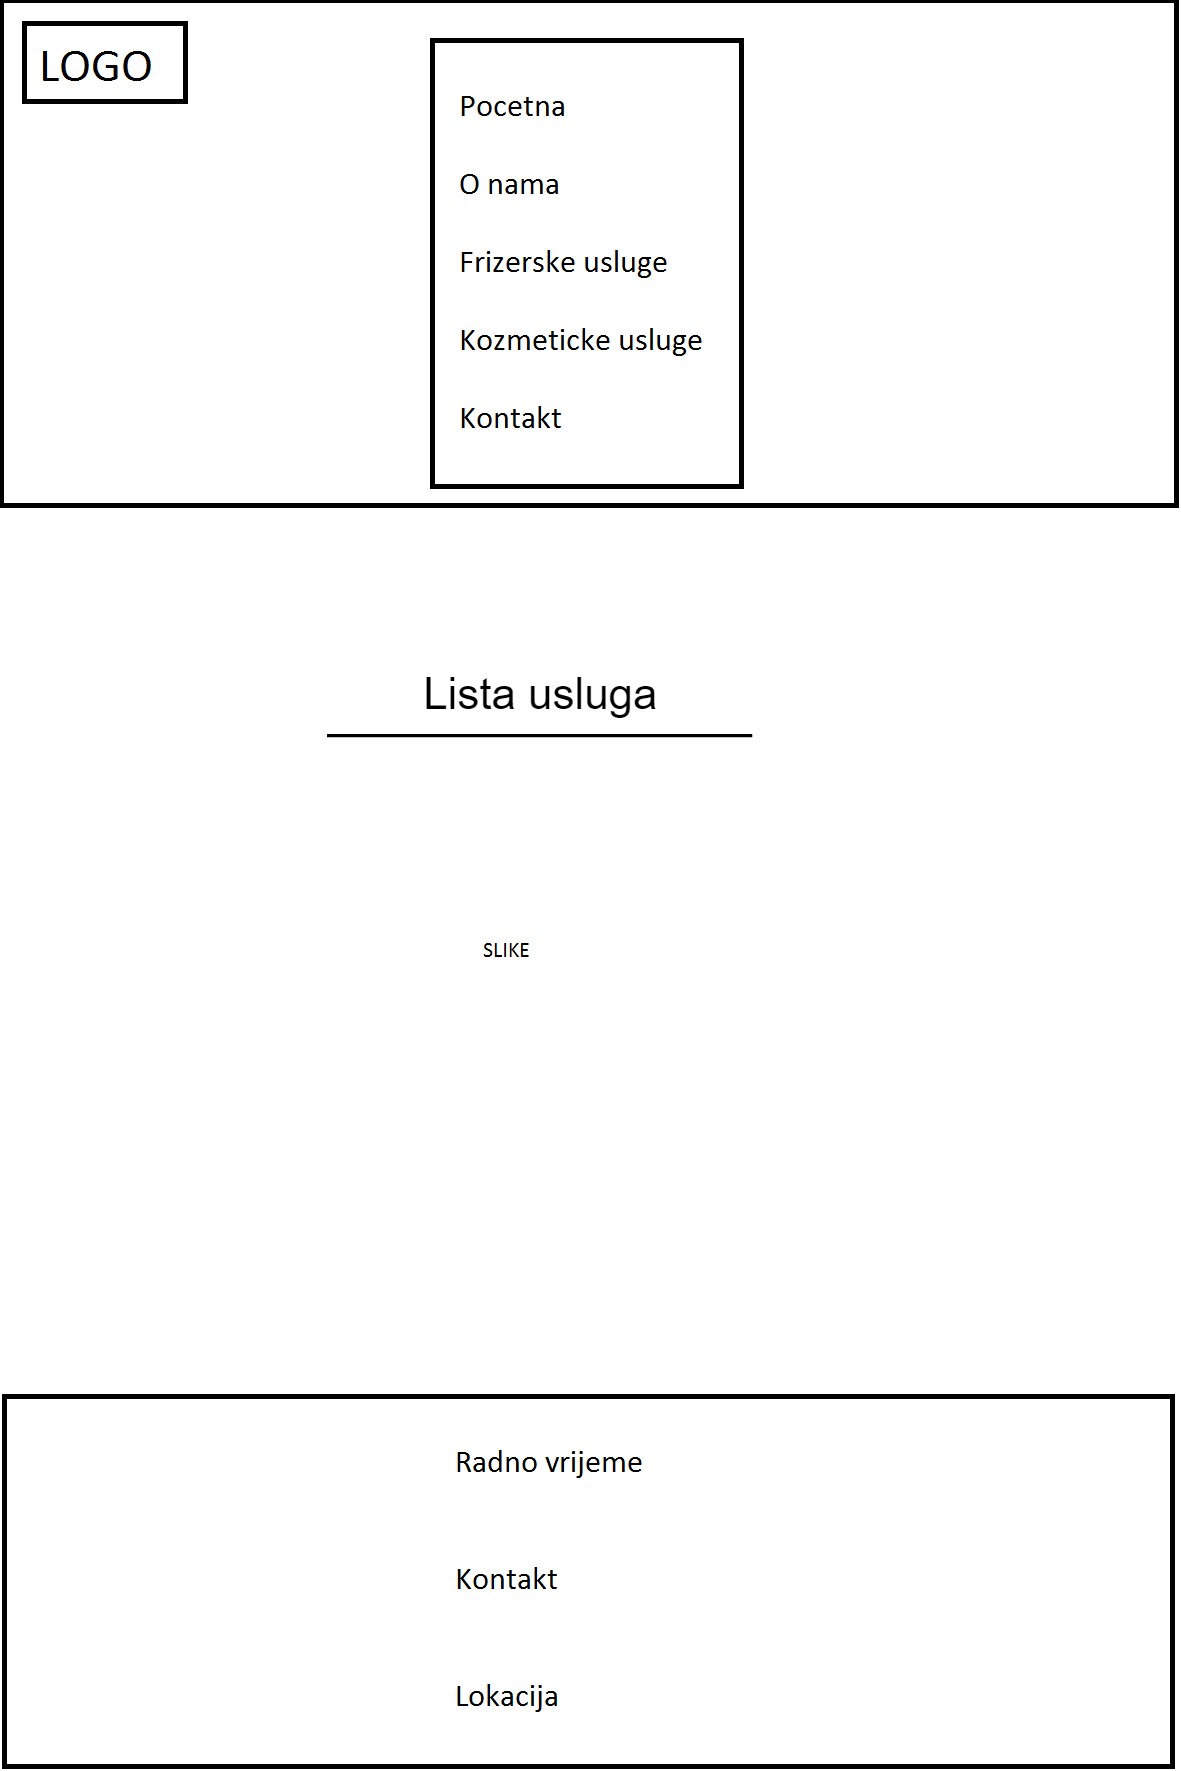 LOGO
Pocetna
O nama
Frizerske usluge
Kozmeticke usluge
Kontakt
Lista usluga
SLIKE
Radno vrijeme
Kontakt
Lokacija